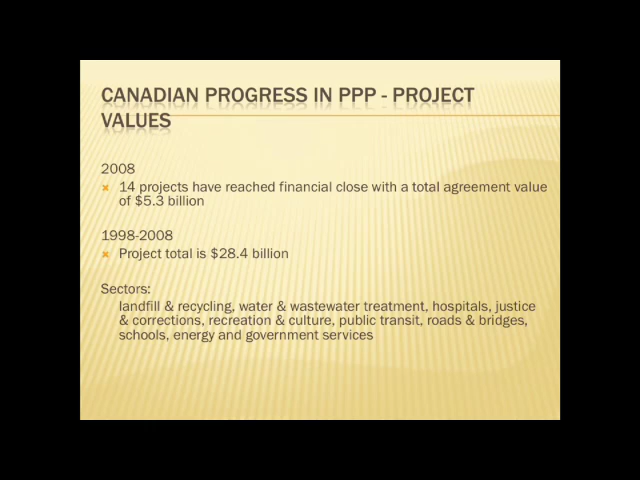 CANADIAN PROGRESS IN PPP - PROJECT
VALUES
2008
× 14 projects have reached financial close with a total agreement value
of $5.3 billion
1998-2008
× Project total is $28.4 billion
Sectors:
landfill & recycling, water & wastewater treatment, hospitals, justice
& corrections, recreation & culture, public transit, roads & bridges,
schools, energy and government services